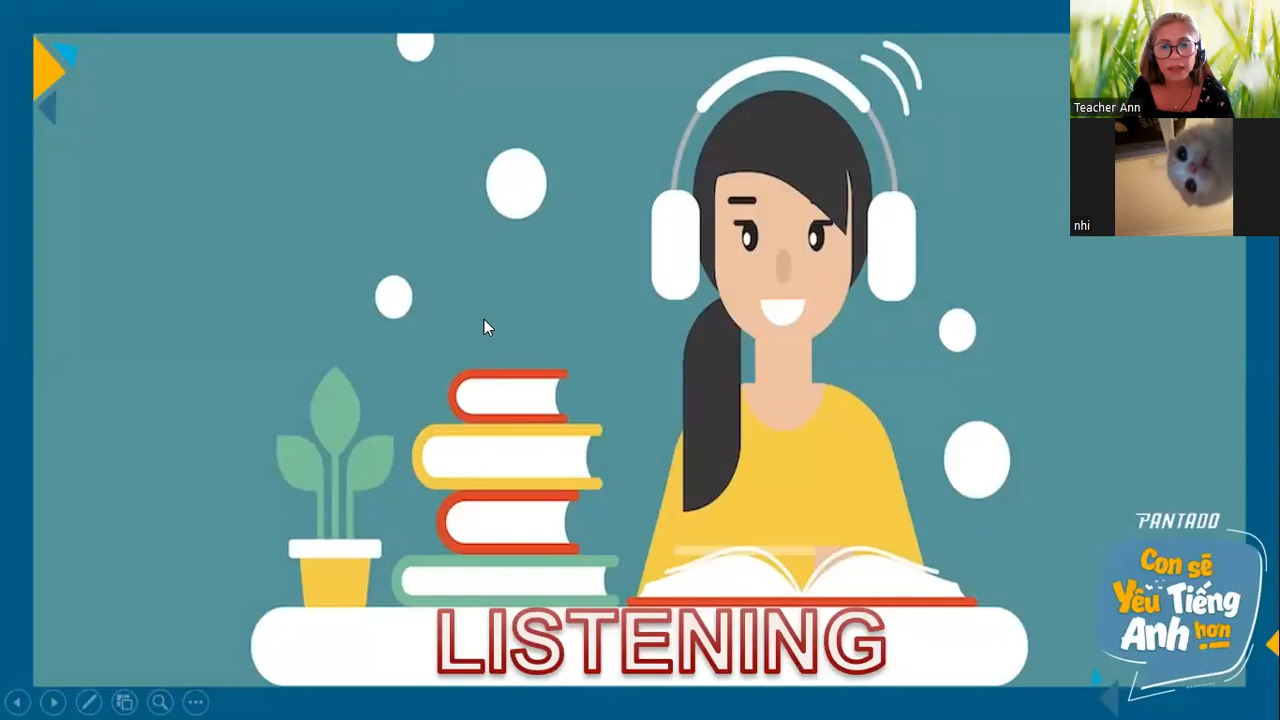 Teacher Ann
nhi
PANTADO
Con sẽ
Yêu Tiếng
Anh hơn
LISTENING